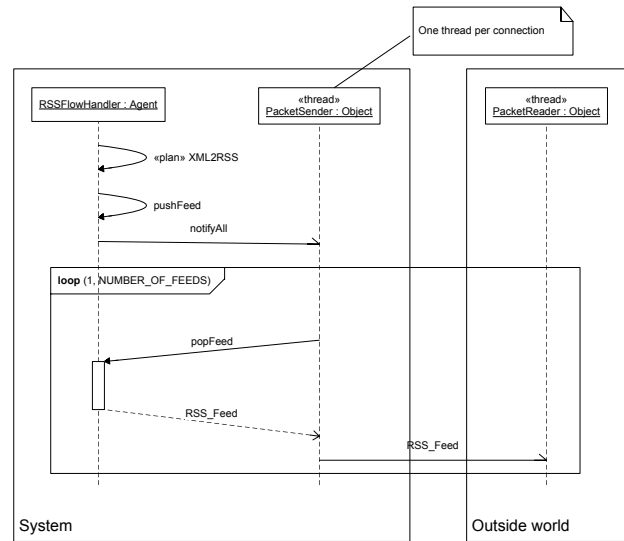 One thread per connection
RSSFlowHandler : Agent
«thread»
PacketSender : Object
«thread»
PacketReader : Object
«plan» XML2RSS
pushFeed
notifyAll
loop (1, NUMBER_OF_FEEDS)
popFeed
RSS_Feed
RSS_Feed
System
Outside world